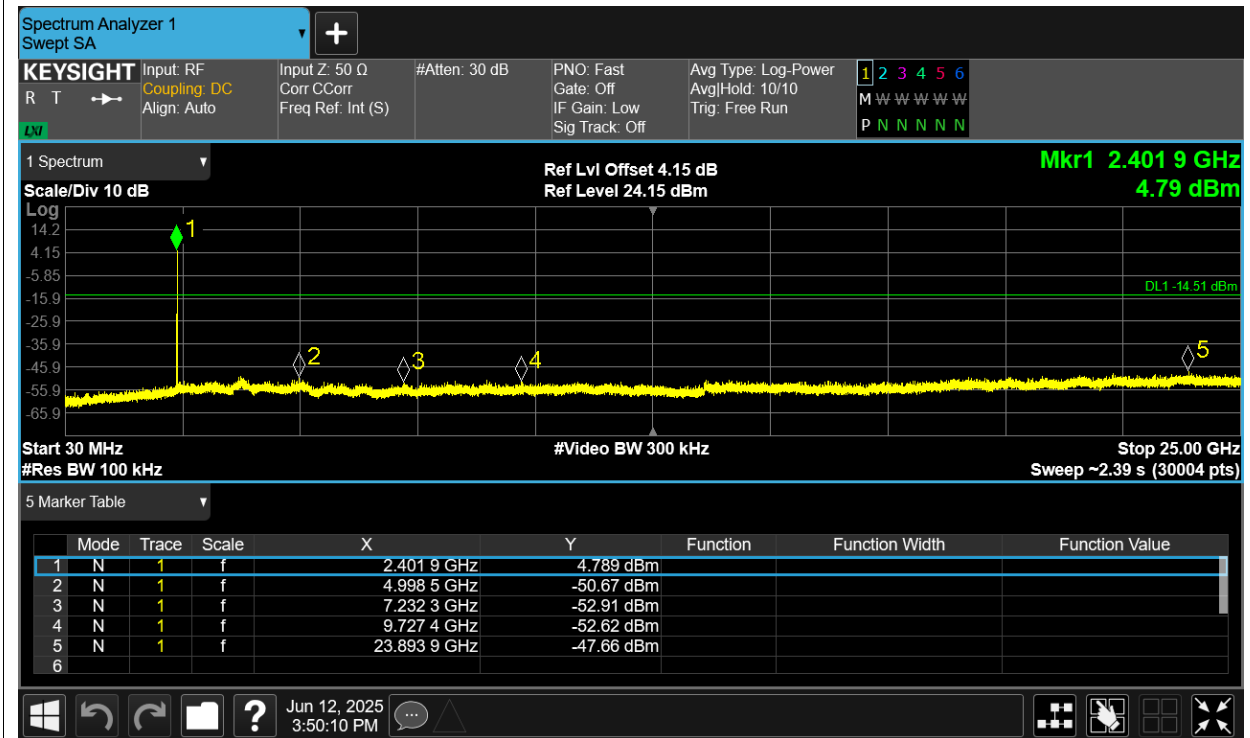 Spectrum Analyzer 1
Swept SA
KEYSIGHT
R T
LXI
Input: RF
Coupling: DC
Align: Auto
Input Z: 50 Ω
Corr CCorr
Freq Ref: Int (S)
#Atten: 30 dB
PNO: Fast
Gate: Off
IF Gain: Low
Sig Track: Off
Avg Type: Log-Power
Avg|Hold: 10/10
Trig: Free Run
1 2 3 4 5 6
M W W W W W
P N N N N N
1 Spectrum
Scale/Div 10 dB
Ref Lvl Offset 4.15 dB
Ref Level 24.15 dBm
Mkr1 2.401 9 GHz
4.79 dBm
Log
14.2
4.15
-5.85
-15.9
-25.9
-35.9
-45.9
-55.9
-65.9
1
DL1 -14.51 dBm
2
3
4
5
Start 30 MHz
#Video BW 300 kHz
Stop 25.00 GHz
#Res BW 100 kHz
Sweep ~2.39 s (30004 pts)
5 Marker Table
Mode Trace Scale X Y Function Function Width Function Value
1 N 1 f 2.401 9 GHz 4.789 dBm
2 N 1 f 4.998 5 GHz -50.67 dBm
3 N 1 f 7.232 3 GHz -52.91 dBm
4 N 1 f 9.727 4 GHz -52.62 dBm
5 N 1 f 23.893 9 GHz -47.66 dBm
6
?
Jun 12, 2025
3:50:10 PM